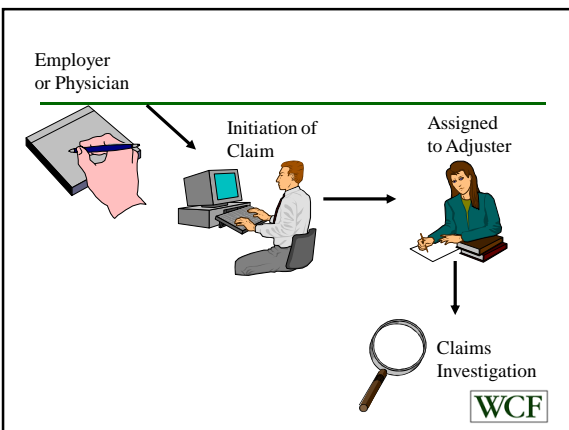 Employer
or Physician
Initiation of
Claim
Assigned
to Adjuster
Claims
Investigation
WCF